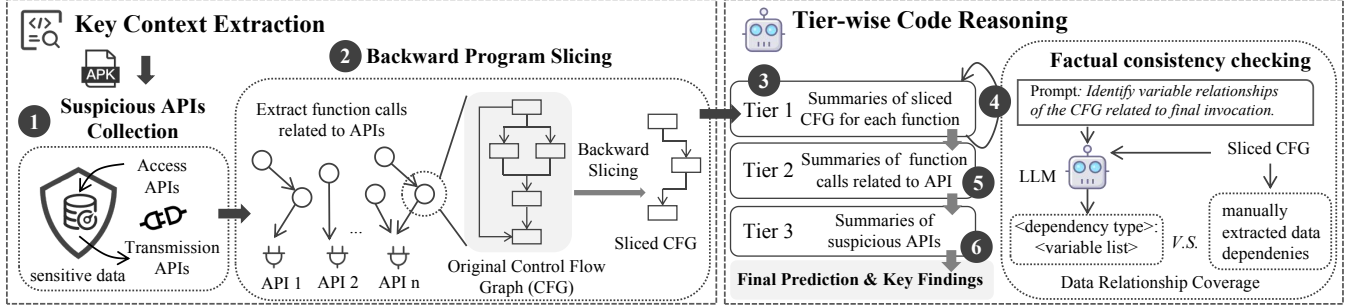 Key Context Extraction
APK
1
Suspicious APIs
Collection
Access
APIs
Transmission
APIs
sensitive data
2 Backward Program Slicing
Extract function calls
related to APIs
...
API 1
API 2
API n
Original Control Flow
Graph (CFG)
Backward
Slicing
Sliced CFG
Tier-wise Code Reasoning
3
Tier 1
Summaries of sliced
CFG for each function
4
Tier 2
Summaries of function
calls related to API
5
Tier 3
Summaries of
suspicious APIs
6
Final Prediction & Key Findings
Factual consistency checking
Prompt: Identify variable relationships
of the CFG related to final invocation.
LLM
Sliced CFG
<dependency type>:
<variable list>
V.S.
manually
extracted data
dependenies
Data Relationship Coverage